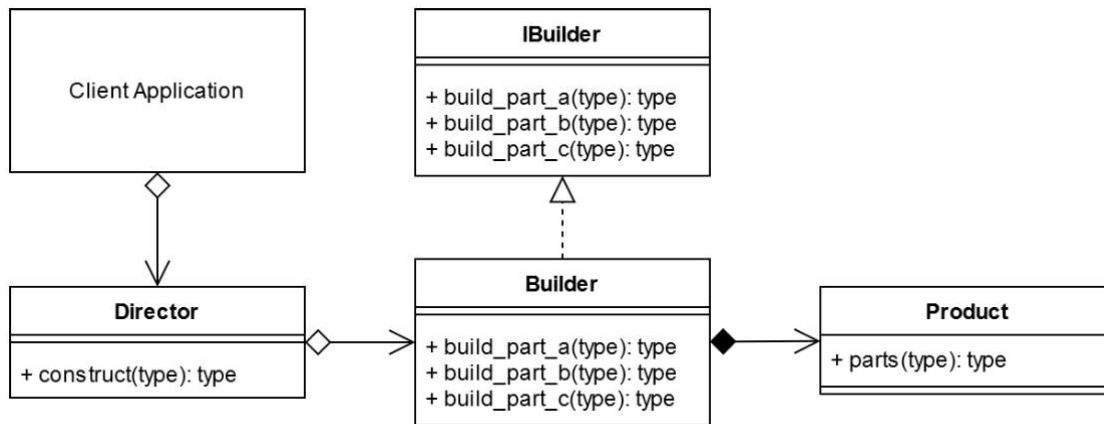 Client Application
IBuilder
+ build_part_a(type): type
+ build_part_b(type): type
+ build_part_c(type): type
Director
+ construct(type): type
Builder
+ build_part_a(type): type
+ build_part_b(type): type
+ build_part_c(type): type
Product
+ parts(type): type